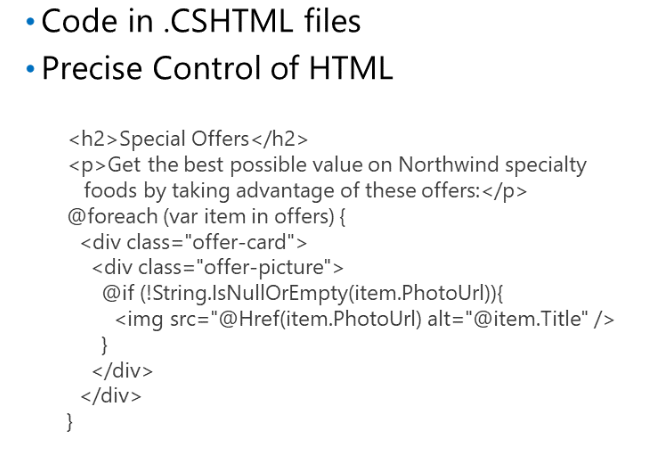 • Code in .CSHTML files
• Precise Control of HTML
<h2>Special Offers</h2>
<p>Get the best possible value on Northwind specialty
foods by taking advantage of these offers:</p>
@foreach (var item in offers) {
<div class="offer-card">
<div class="offer-picture">
@if (!String.IsNullOrEmpty(item.PhotoUrl)){
<img src="@Href(item.PhotoUrl) alt="@item.Title" />
}
</div>
</div>
}